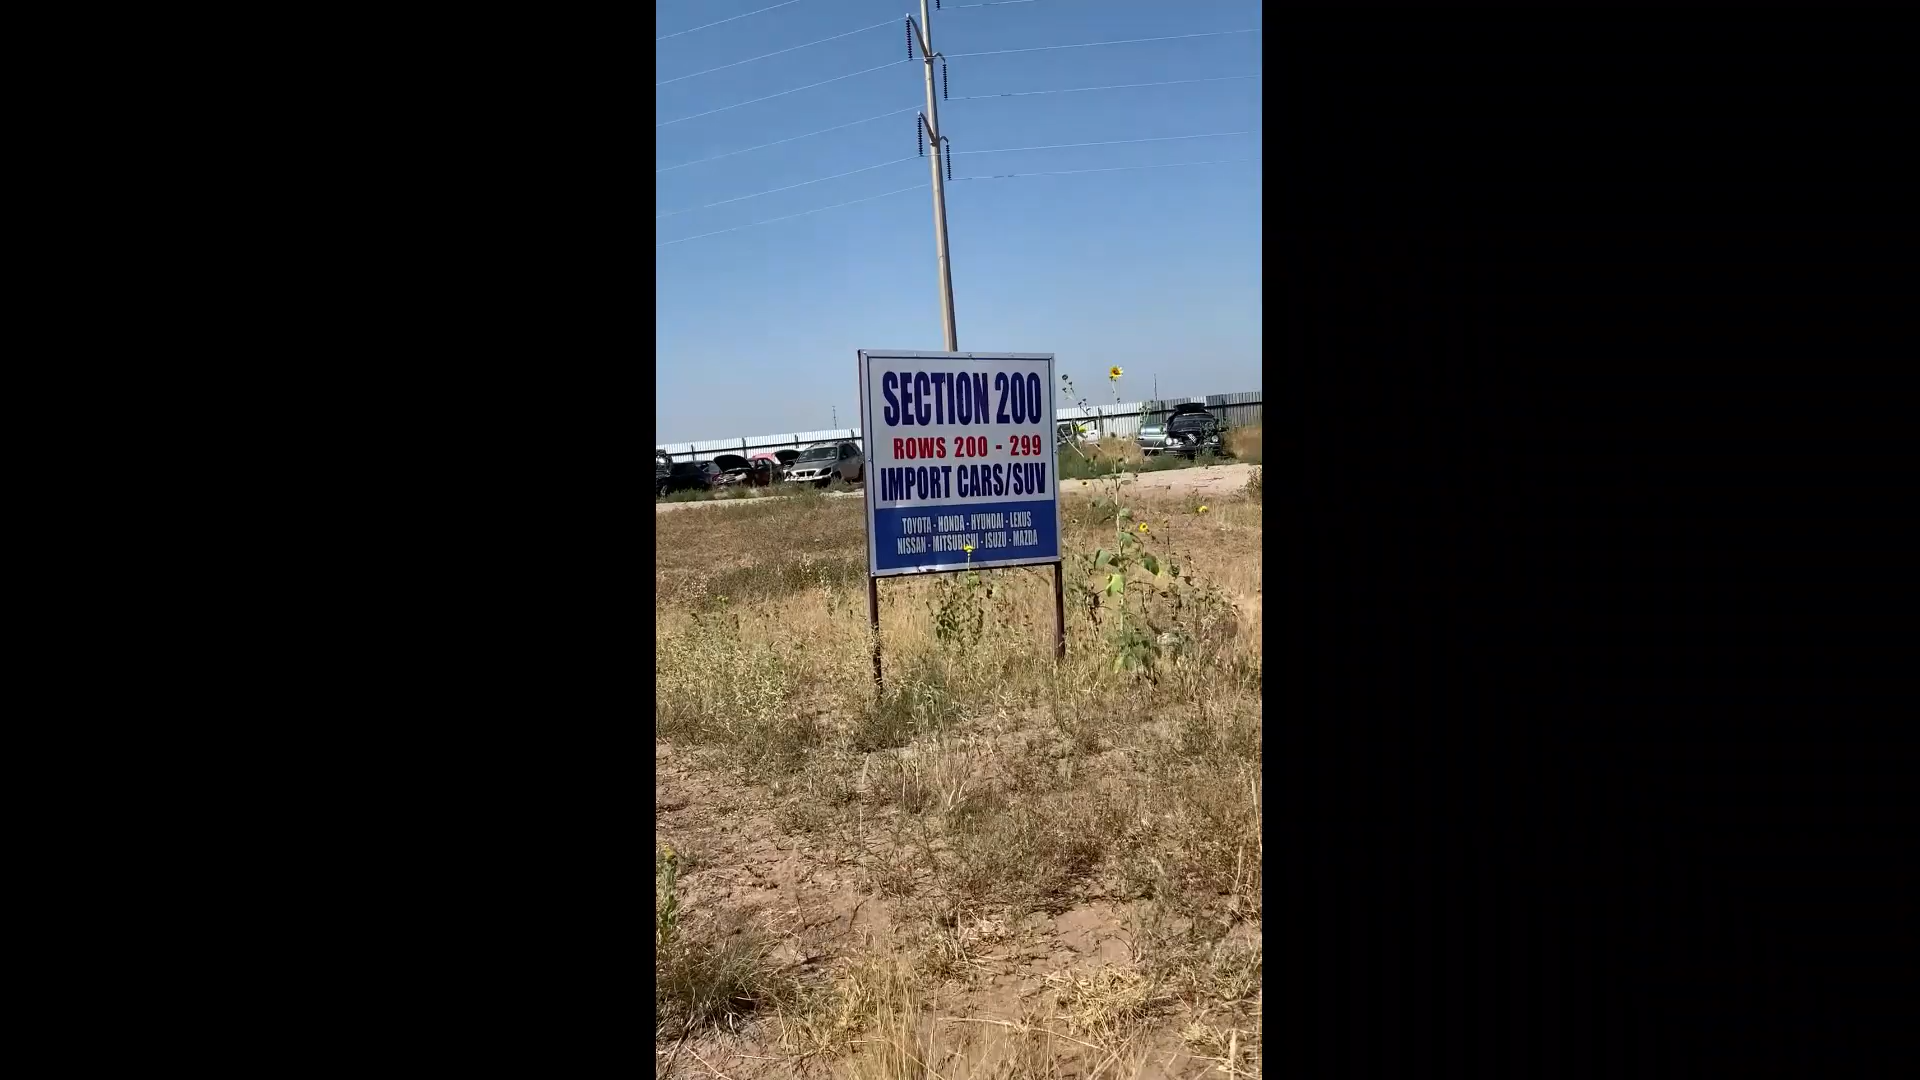 SECTION 200
ROWS 200 - 299
IMPORT CARS/SUV
TOYOTA - HONDA - HYUNDAI - LEXUS
NISSAN - MITSUBISHI - ISUZU - MAZDA